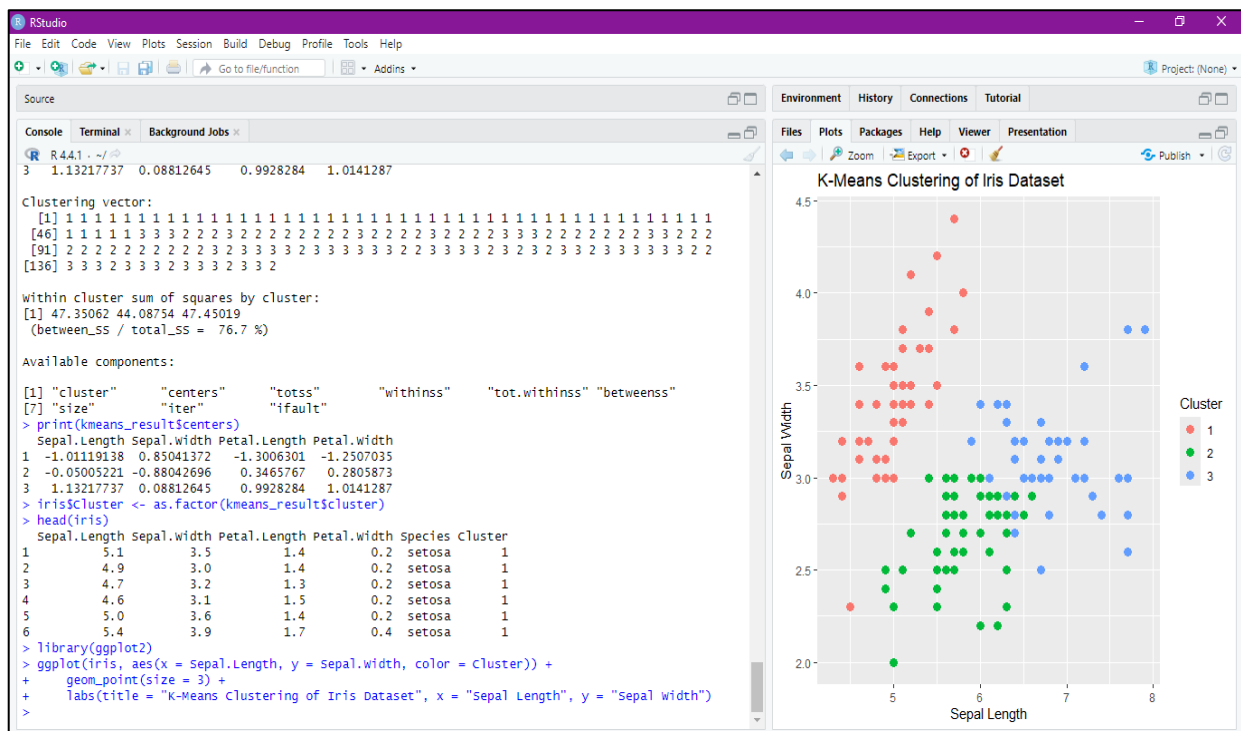 RStudio
File Edit Code View Plots Session Build Debug Profile Tools Help
Go to file/function
Addins
Project: (None)
Source
Console Terminal Background Jobs
R 4.4.1 · ~/
3 1.13217737 0.08812645 0.9928284 1.0141287
Clustering vector:
[1] 1 1 1 1 1 1 1 1 1 1 1 1 1 1 1 1 1 1 1 1 1 1 1 1 1 1 1 1 1 1 1 1 1 1 1 1 1 1 1 1 1 1 1 1 1
[46] 1 1 1 1 1 3 3 3 2 2 2 3 2 2 2 2 2 2 2 2 3 2 2 2 2 3 2 2 2 2 3 3 3 2 2 2 2 2 2 2 3 3 2 2 2
[91] 2 2 2 2 2 2 2 2 2 2 3 2 3 3 3 3 2 3 3 3 3 3 3 2 2 3 3 3 3 2 3 2 3 2 3 3 2 3 3 3 3 3 3 2 2
[136] 3 3 3 2 3 3 3 2 3 3 3 2 3 3 2
Within cluster sum of squares by cluster:
[1] 47.35062 44.08754 47.45019
(between_SS / total_SS = 76.7 %)
Available components:
[1] "cluster" "centers" "totss" "withinss" "tot.withinss" "betweenss"
[7] "size" "iter" "ifault"
> print(kmeans_result$centers)
Sepal.Length Sepal.Width Petal.Length Petal.Width
1 -1.01119138 0.85041372 -1.3006301 -1.2507035
2 -0.05005221 -0.88042696 0.3465767 0.2805873
3 1.13217737 0.08812645 0.9928284 1.0141287
> iris$Cluster <- as.factor(kmeans_result$cluster)
> head(iris)
Sepal.Length Sepal.Width Petal.Length Petal.Width Species Cluster
1 5.1 3.5 1.4 0.2 setosa 1
2 4.9 3.0 1.4 0.2 setosa 1
3 4.7 3.2 1.3 0.2 setosa 1
4 4.6 3.1 1.5 0.2 setosa 1
5 5.0 3.6 1.4 0.2 setosa 1
6 5.4 3.9 1.7 0.4 setosa 1
> library(ggplot2)
> ggplot(iris, aes(x = Sepal.Length, y = Sepal.Width, color = Cluster)) +
+ geom_point(size = 3) +
+ labs(title = "K-Means Clustering of Iris Dataset", x = "Sepal Length", y = "Sepal Width")
>
Environment History Connections Tutorial
Files Plots Packages Help Viewer Presentation
Zoom Export Publish
K-Means Clustering of Iris Dataset
4.5
4.0
3.5
3.0
2.5
2.0
Sepal Width
5 6 7 8
Sepal Length
Cluster
1
2
3